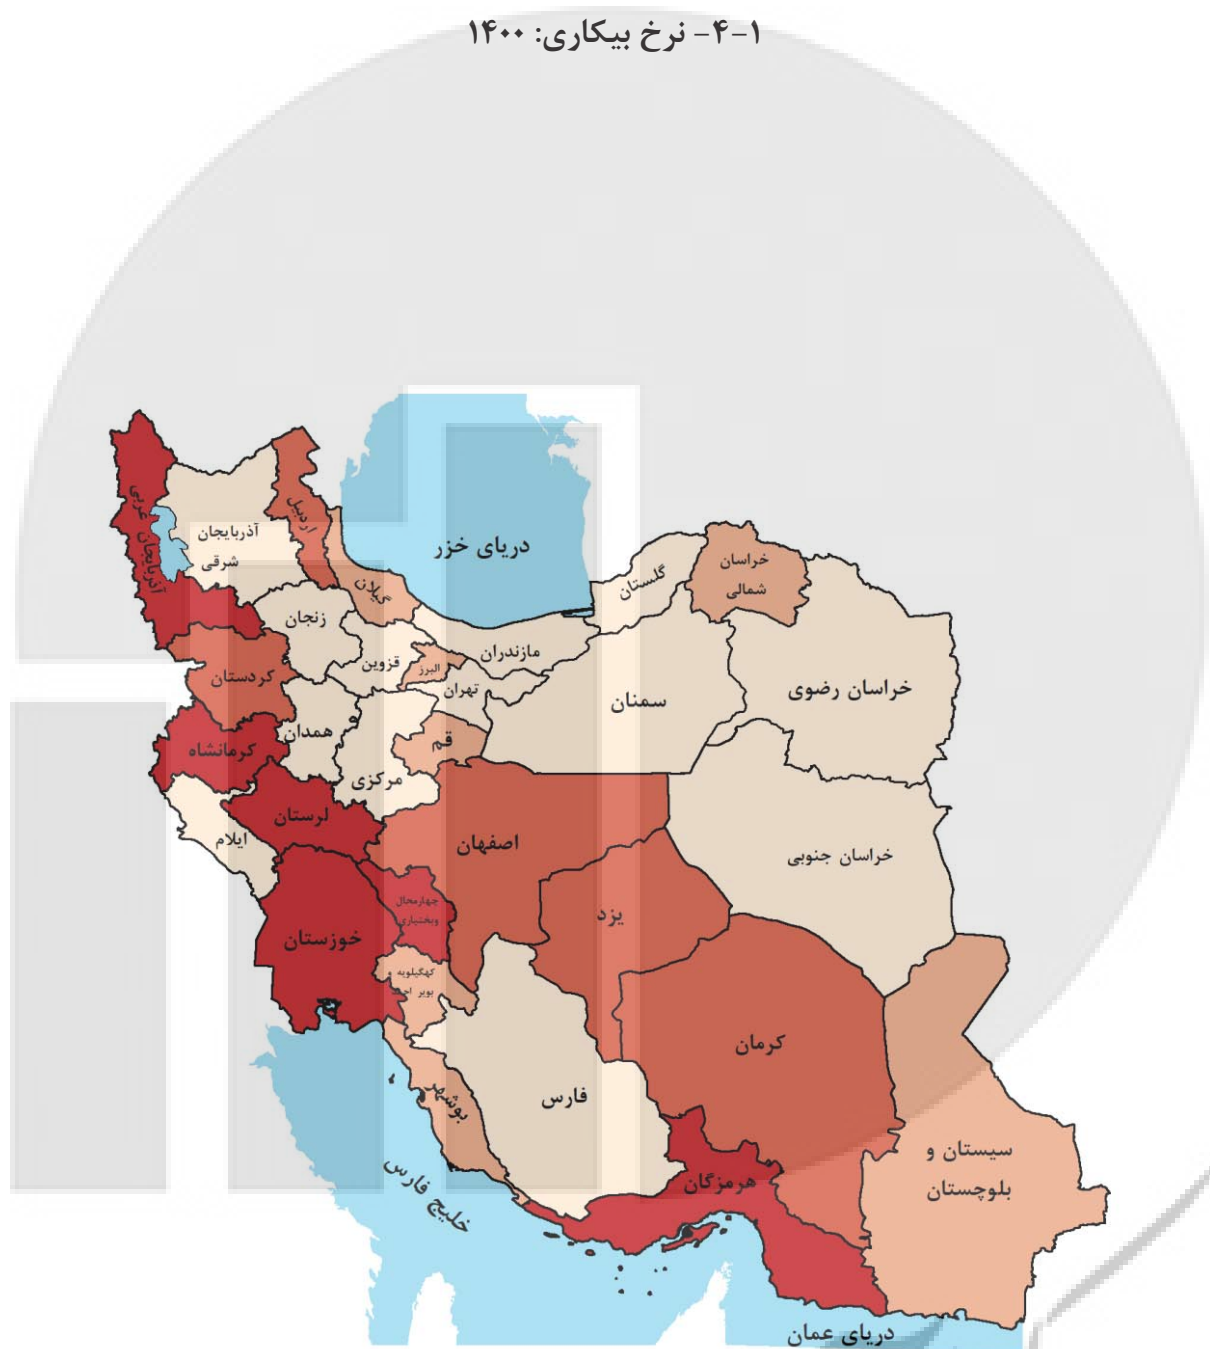 ۱-۴- نرخ بیکاری: ۱۴۰۰
آذربایجان غربی
آذربایجان
شرقی
اردبیل
گیلان
دریای خزر
گلستان
خراسان
شمالی
زنجان
قزوین
البرز
مازندران
تهران
سمنان
خراسان رضوی
کردستان
همدان
قم
مرکزی
کرمانشاه
لرستان
ایلام
اصفهان
خراسان جنوبی
چهارمحال
وبختیاری
یزد
خوزستان
کهگیلویه و
بویر اح
کرمان
فارس
بوشهر
سیستان و
بلوچستان
هرمزگان
خلیج فارس
دریای عمان